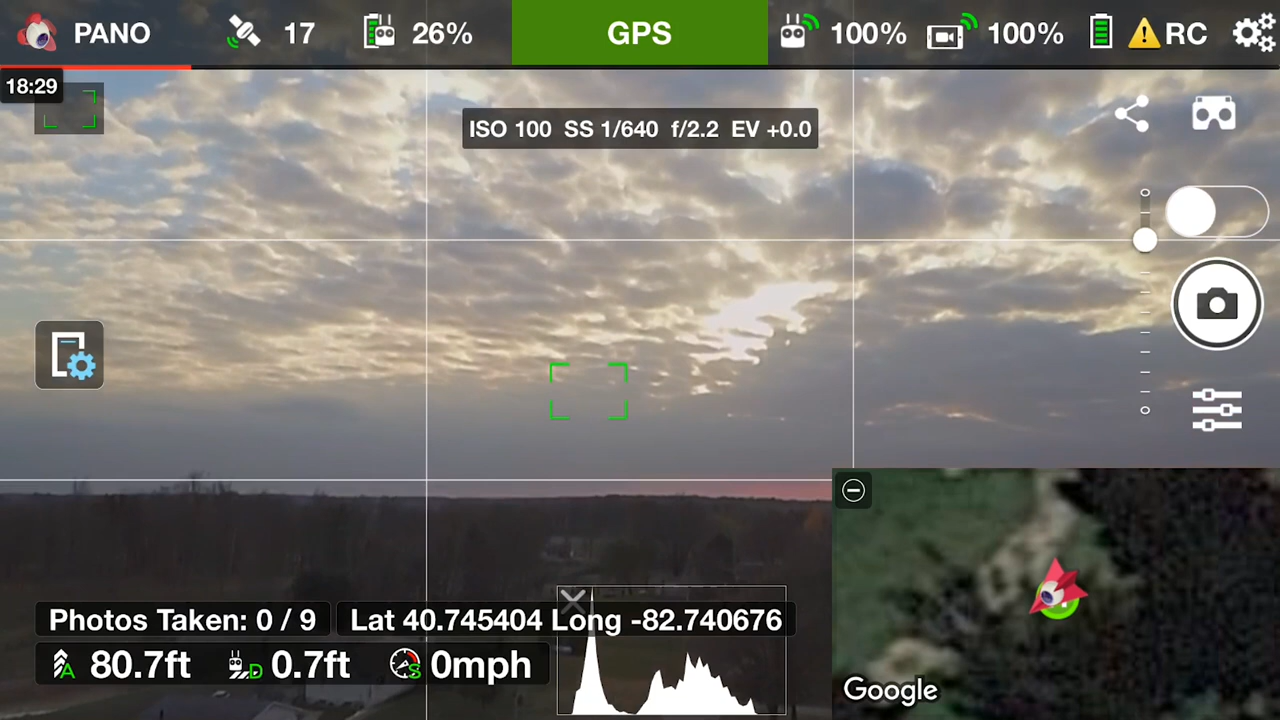 PANO 17 26% GPS 100% 100% RC
18:29
ISO 100 SS 1/640 f/2.2 EV +0.0
Photos Taken: 0 / 9 Lat 40.745404 Long -82.740676
A 80.7ft D 0.7ft S 0mph
Google